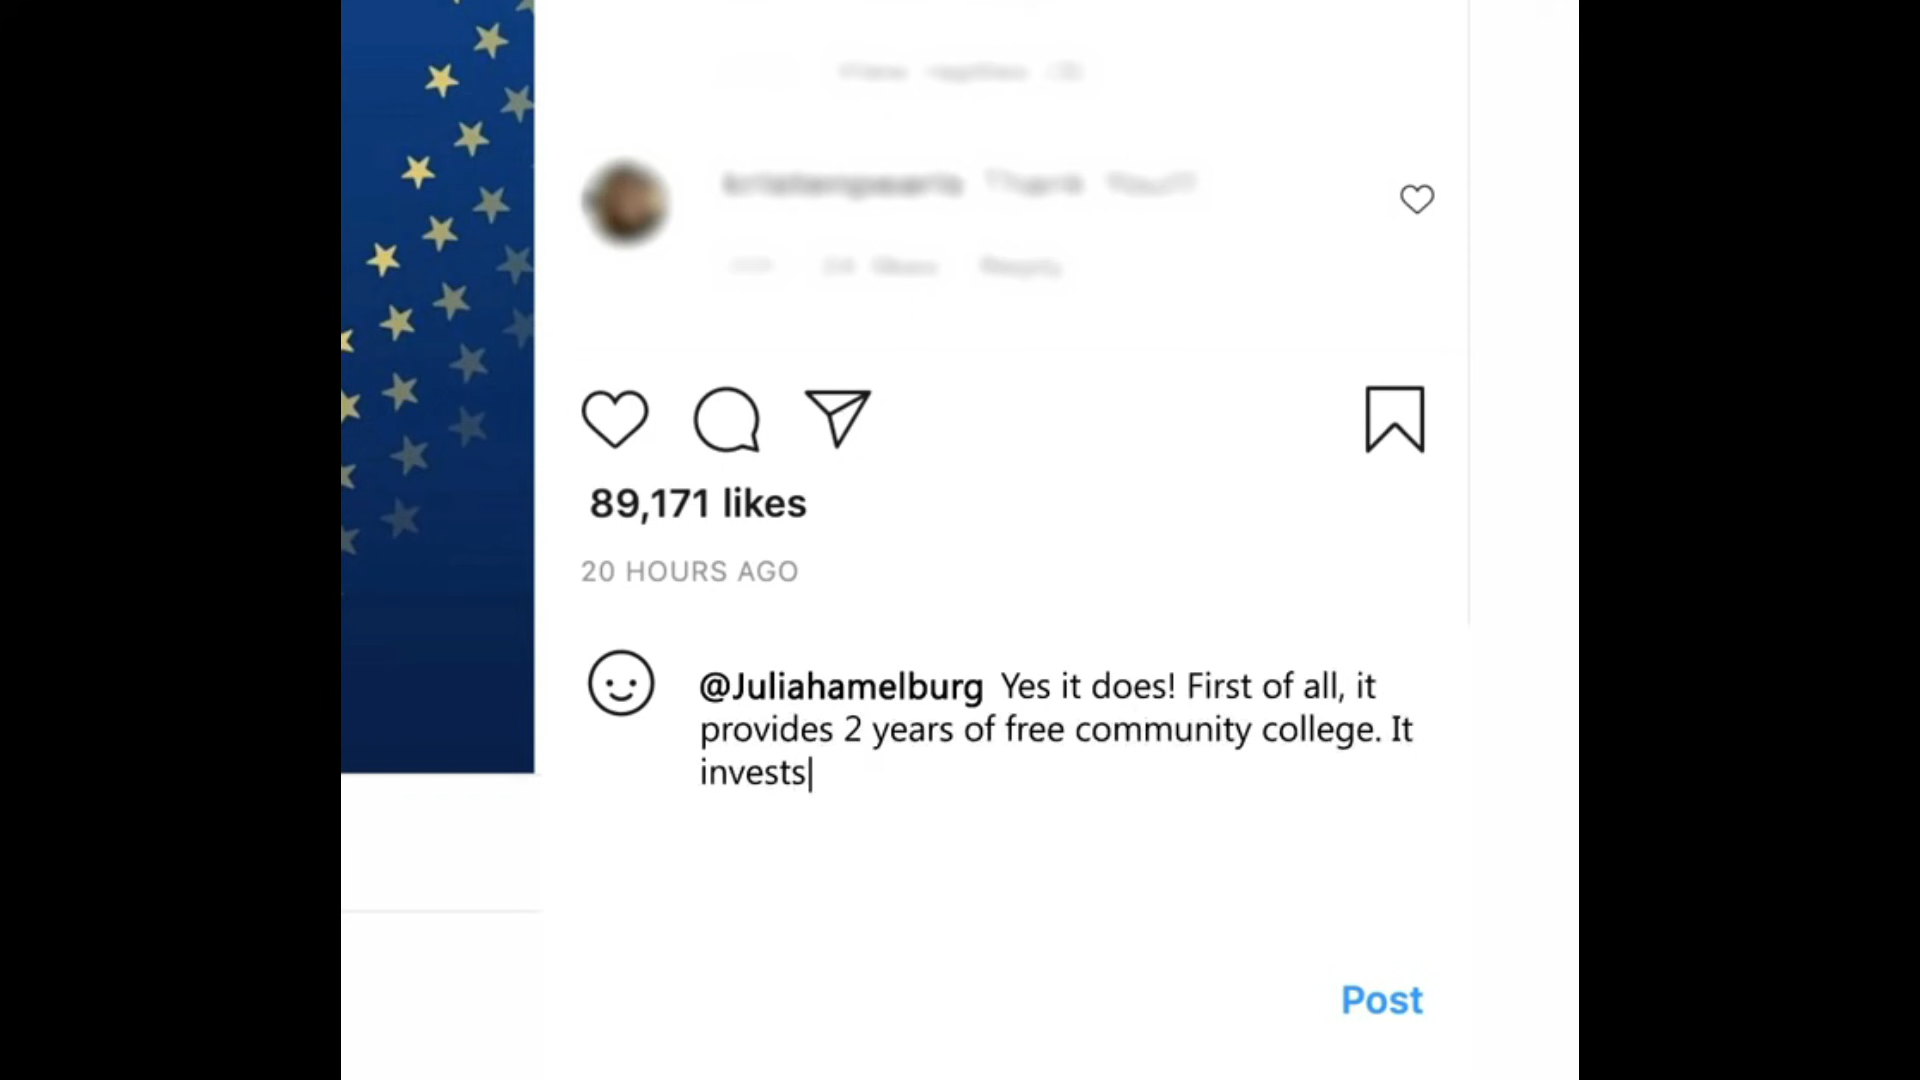 89,171 likes
20 HOURS AGO
@Juliahamelburg Yes it does! First of all, it
provides 2 years of free community college. It
invests
Post